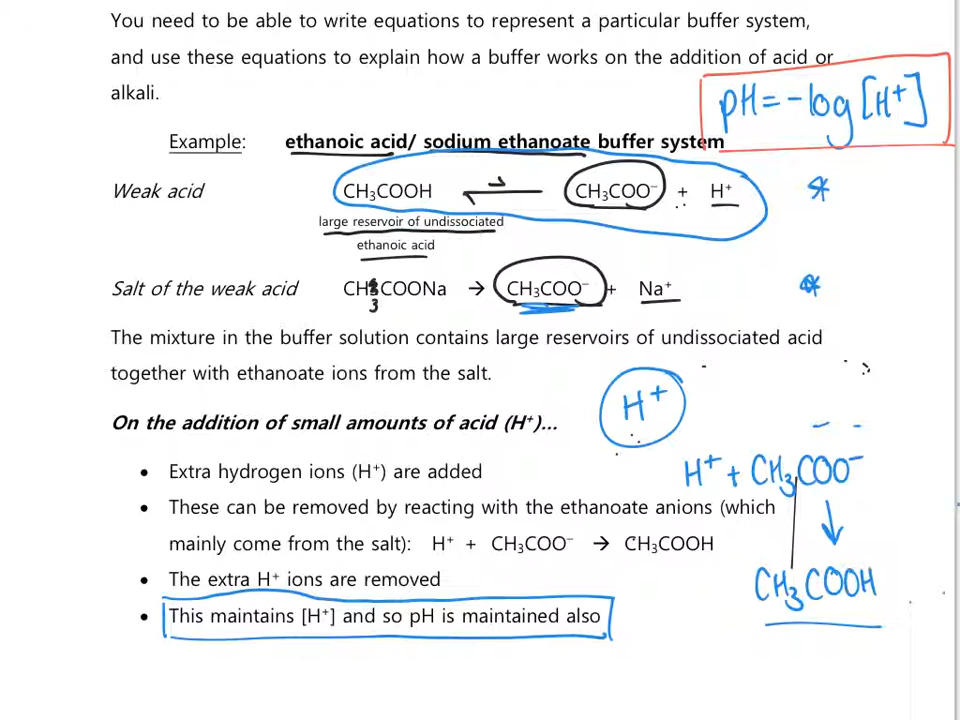 You need to be able to write equations to represent a particular buffer system,
and use these equations to explain how a buffer works on the addition of acid or
alkali.
pH = -log [H⁺]
Example: ethanoic acid/ sodium ethanoate buffer system
Weak acid CH₃COOH ⇌ CH₃COO⁻ + H⁺ *
large reservoir of undissociated
ethanoic acid
Salt of the weak acid CH₃COONa → CH₃COO⁻ + Na⁺ *
3
The mixture in the buffer solution contains large reservoirs of undissociated acid
together with ethanoate ions from the salt.
H⁺
On the addition of small amounts of acid (H⁺)...
• Extra hydrogen ions (H⁺) are added
H⁺ + CH₃COO⁻
• These can be removed by reacting with the ethanoate anions (which
mainly come from the salt): H⁺ + CH₃COO⁻ → CH₃COOH
↓
• The extra H⁺ ions are removed
CH₃COOH
• This maintains [H⁺] and so pH is maintained also